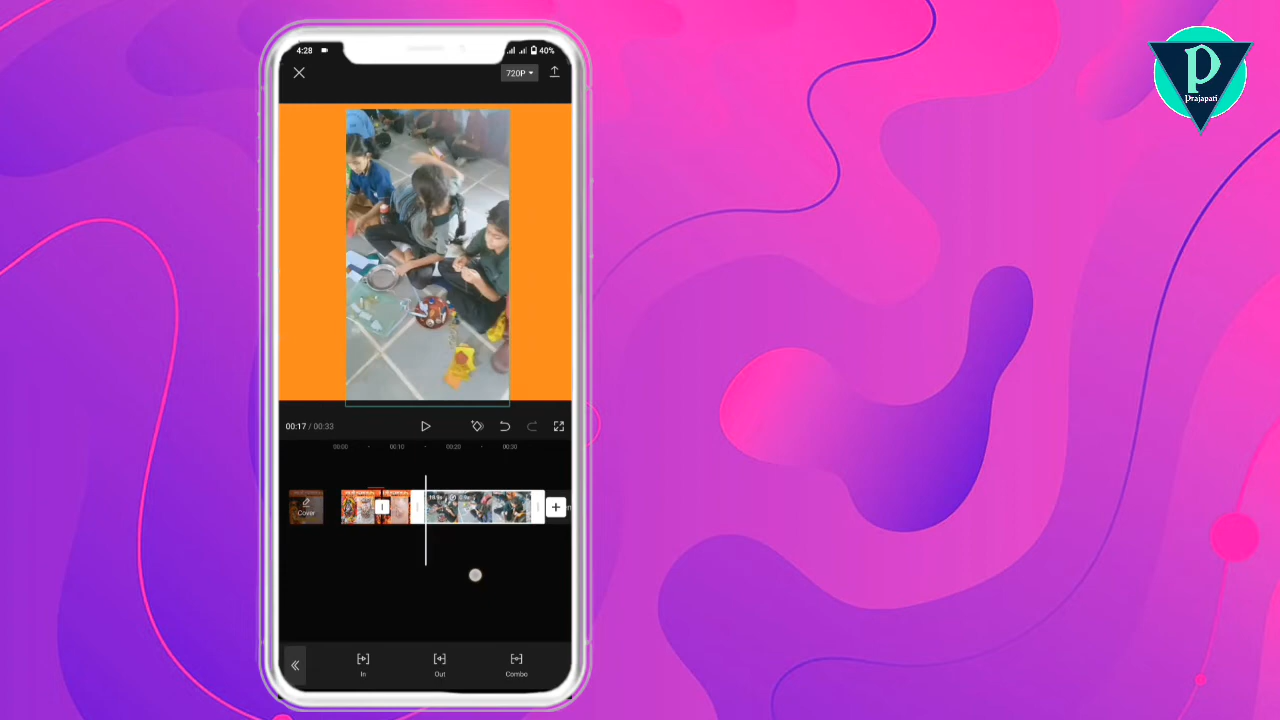 4:28
40%
720P
P
Prajapati
00:17 / 00:33
00:00
00:10
00:20
00:30
Cover
In
Out
Combo